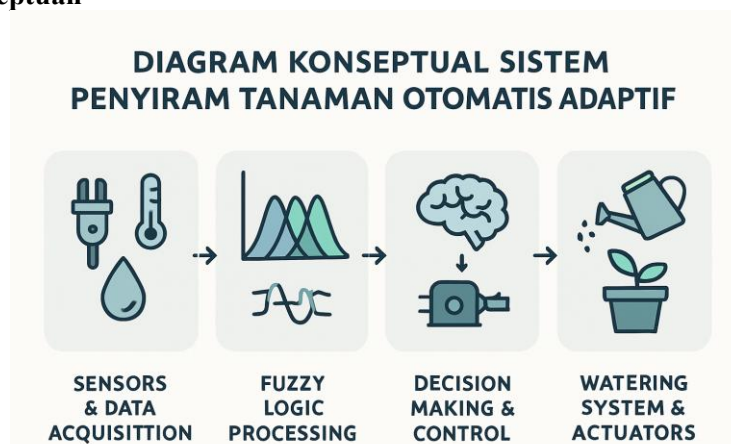 DIAGRAM KONSEPTUAL SISTEM
PENYIRAM TANAMAN OTOMATIS ADAPTIF
SENSORS
& DATA
ACQUISITTION
FUZZY
LOGIC
PROCESSING
DECISION
MAKING &
CONTROL
WATERING
SYSTEM &
ACTUATORS